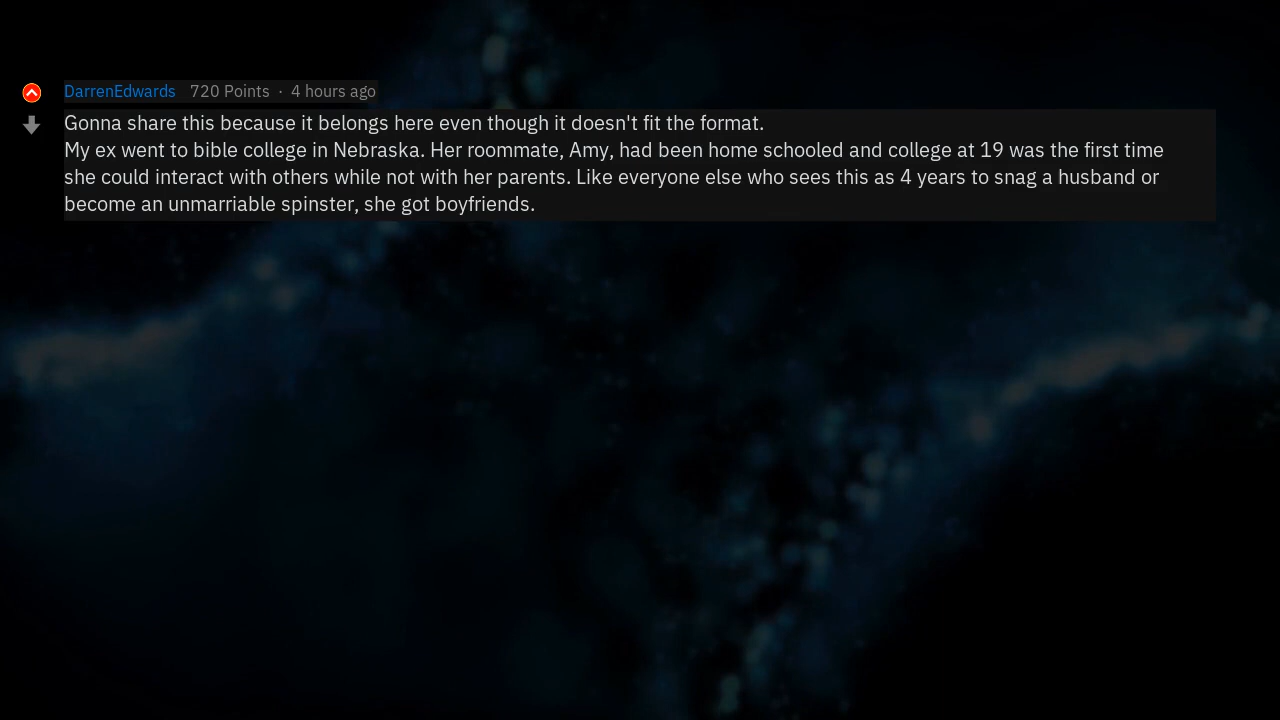 DarrenEdwards 720 Points · 4 hours ago
Gonna share this because it belongs here even though it doesn't fit the format.
My ex went to bible college in Nebraska. Her roommate, Amy, had been home schooled and college at 19 was the first time
she could interact with others while not with her parents. Like everyone else who sees this as 4 years to snag a husband or
become an unmarriable spinster, she got boyfriends.